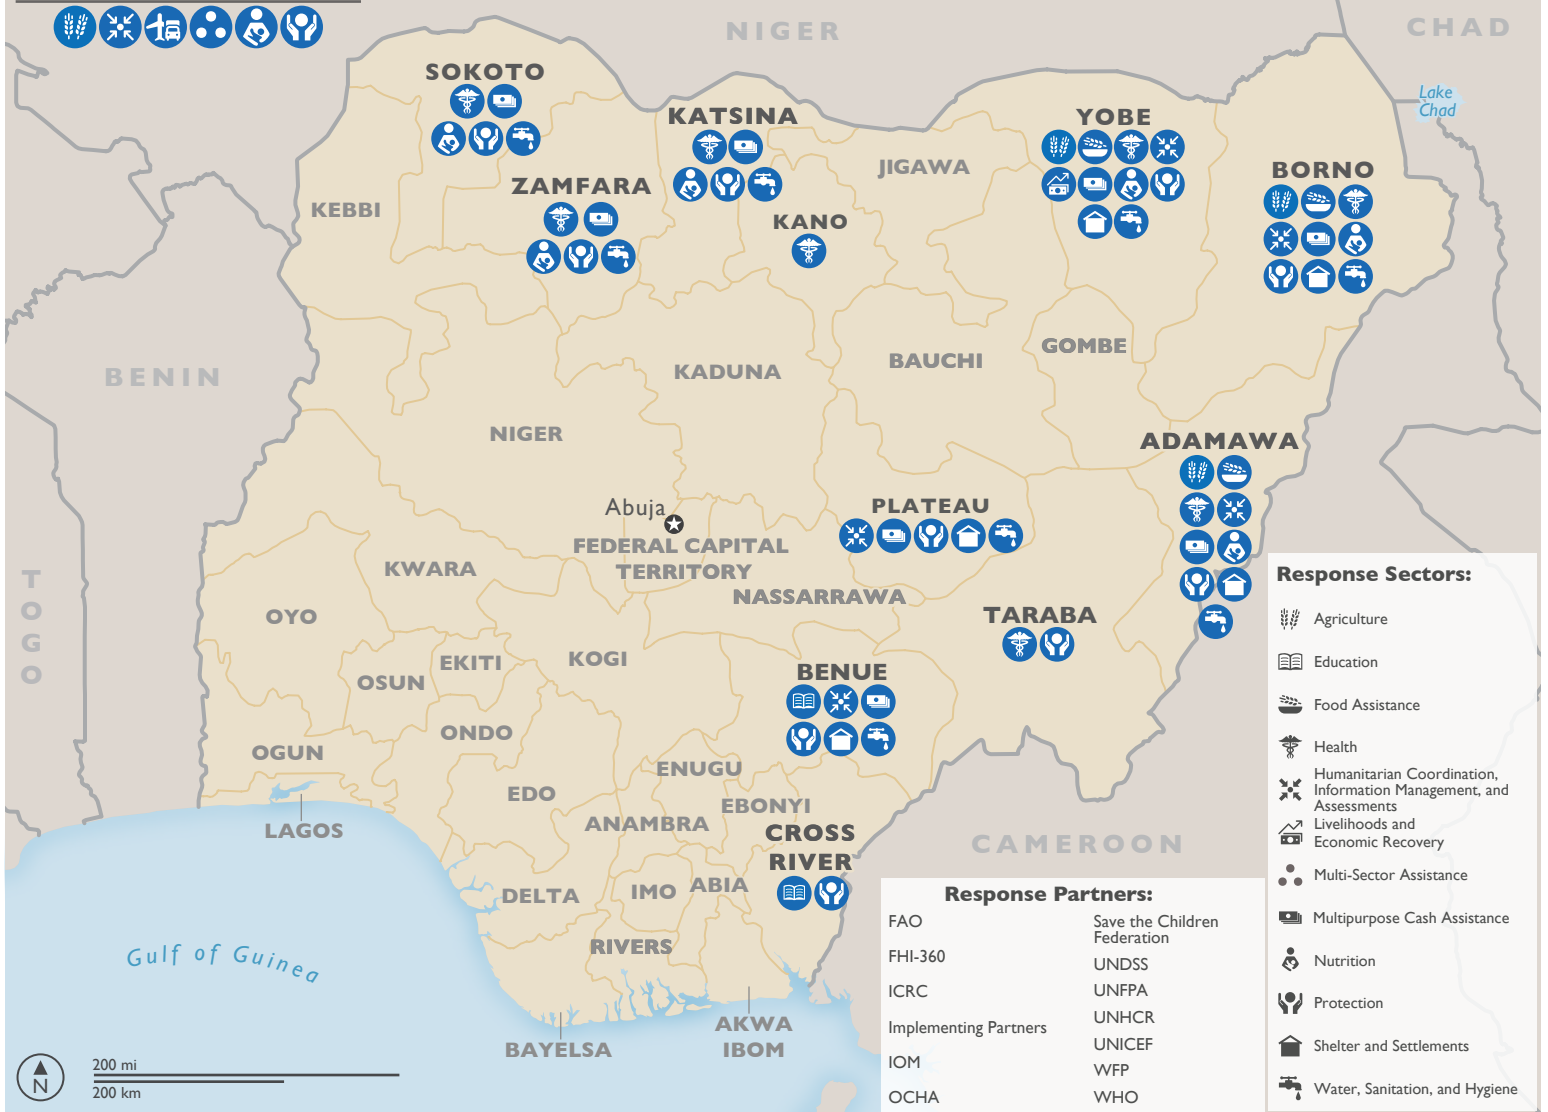 NIGER
CHAD
Lake
Chad
SOKOTO
KATSINA
YOBE
BORNO
JIGAWA
ZAMFARA
KEBBI
KANO
BENIN
KADUNA
BAUCHI
GOMBE
NIGER
ADAMAWA
Abuja
PLATEAU
FEDERAL CAPITAL
TERRITORY
KWARA
NASSARRAWA
TOGO
OYO
TARABA
EKITI
KOGI
OSUN
BENUE
ONDO
OGUN
ENUGU
EDO
EBONYI
ANAMBRA
LAGOS
CROSS
RIVER
CAMEROON
DELTA
IMO
ABIA
RIVERS
Gulf of Guinea
AKWA
IBOM
BAYELSA
200 mi
200 km
N
Response Partners:
FAO
FHI-360
ICRC
Implementing Partners
IOM
OCHA
Save the Children
Federation
UNDSS
UNFPA
UNHCR
UNICEF
WFP
WHO
Response Sectors:
Agriculture
Education
Food Assistance
Health
Humanitarian Coordination,
Information Management, and
Assessments
Livelihoods and
Economic Recovery
Multi-Sector Assistance
Multipurpose Cash Assistance
Nutrition
Protection
Shelter and Settlements
Water, Sanitation, and Hygiene